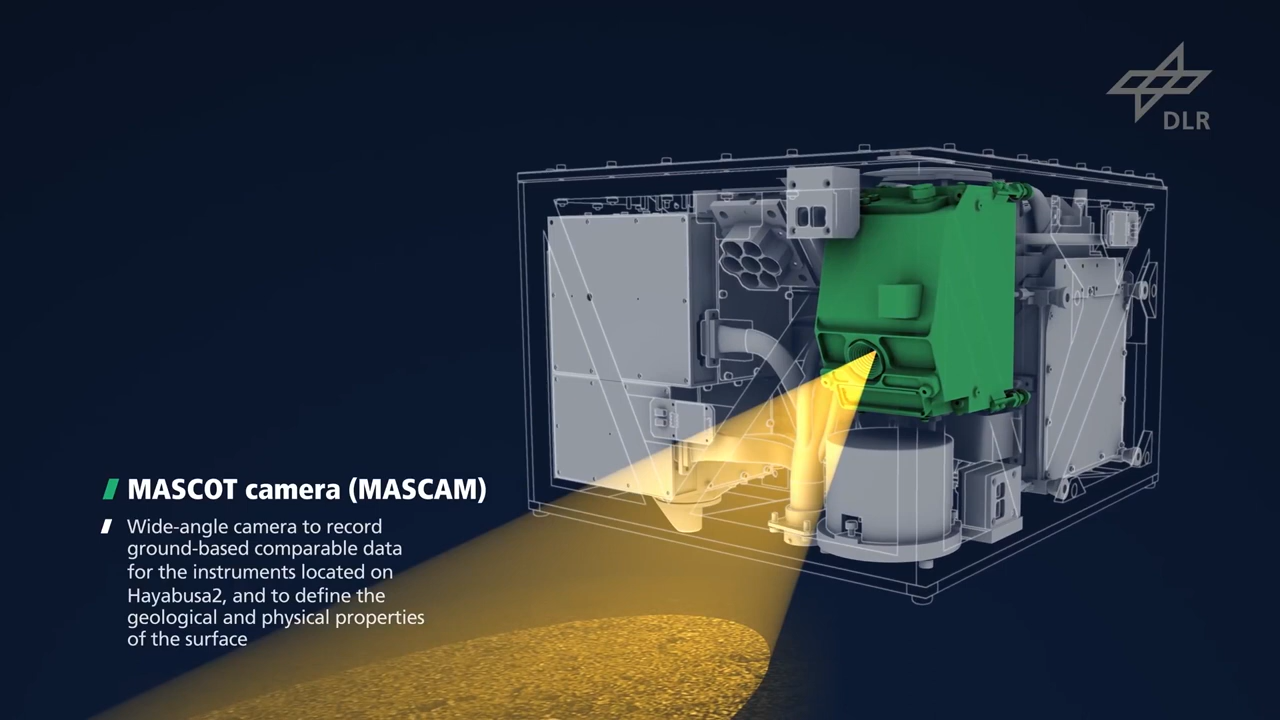 DLR
MASCOT camera (MASCAM)
Wide-angle camera to record
ground-based comparable data
for the instruments located on
Hayabusa2, and to define the
geological and physical properties
of the surface